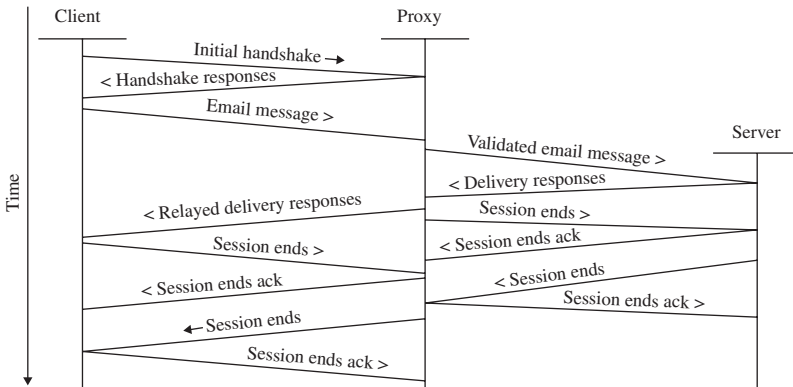 Client
Proxy
Initial handshake
< Handshake responses
Email message >
Server
Validated email message >
< Delivery responses
< Relayed delivery responses
Session ends >
< Session ends ack
Session ends >
< Session ends
< Session ends ack
Session ends ack >
Session ends
Session ends ack >
Time